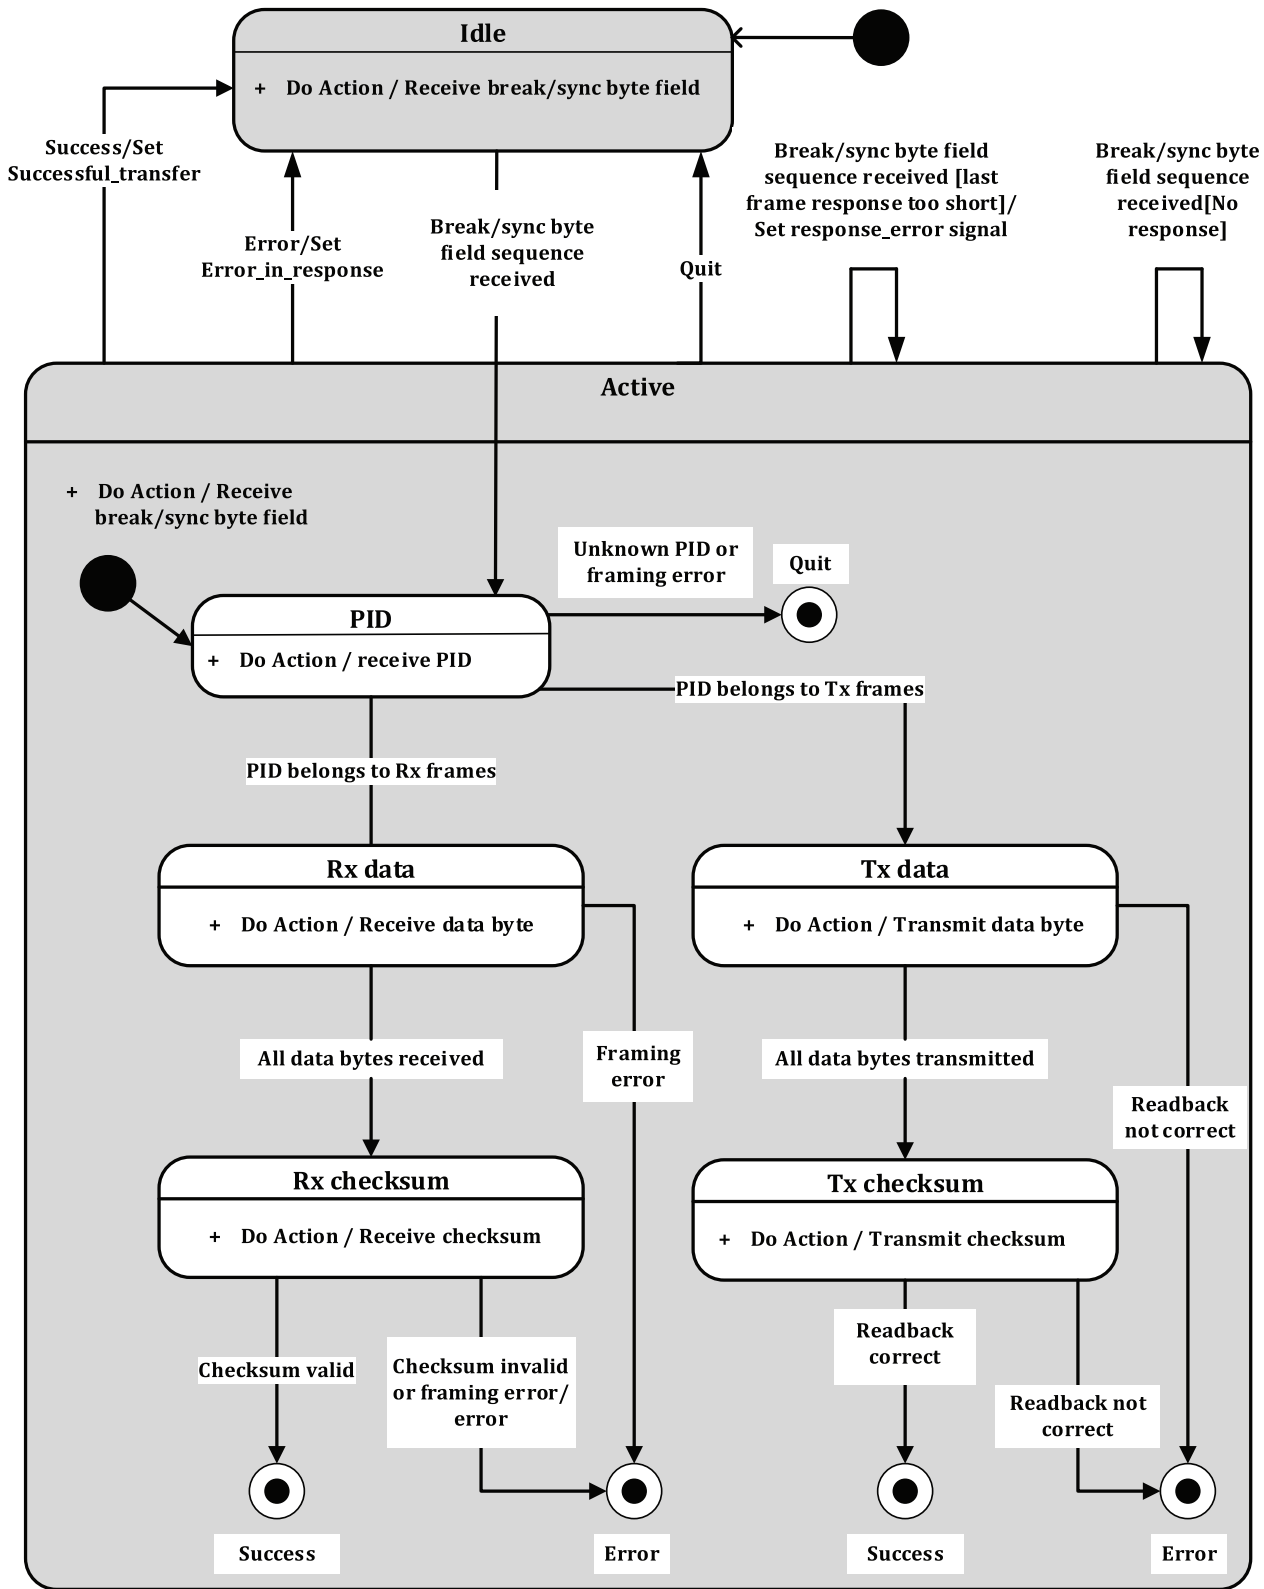 Idle
+ Do Action / Receive break/sync byte field
Success/Set
Successful_transfer
Error/Set
Error_in_response
Break/sync byte
field sequence
received
Quit
Break/sync byte field
sequence received [last
frame response too short]/
Set response_error signal
Break/sync byte
field sequence
received[No
response]
Active
+ Do Action / Receive
break/sync byte field
Unknown PID or
framing error
Quit
PID
+ Do Action / receive PID
PID belongs to Tx frames
PID belongs to Rx frames
Rx data
+ Do Action / Receive data byte
Tx data
+ Do Action / Transmit data byte
All data bytes received
Framing
error
All data bytes transmitted
Readback
not correct
Rx checksum
+ Do Action / Receive checksum
Tx checksum
+ Do Action / Transmit checksum
Checksum valid
Checksum invalid
or framing error/
error
Readback
correct
Readback not
correct
Success
Error
Success
Error